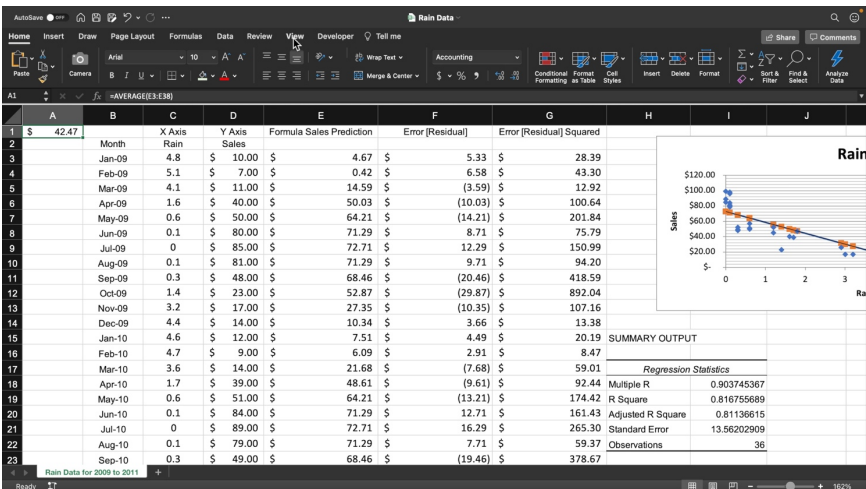 AutoSave OFF Rain Data
Home Insert Draw Page Layout Formulas Data Review View Developer Tell me Share Comments
Paste Camera Arial 10 A^ A˅ Wrap Text Accounting Conditional Formatting Format as Table Cell Styles Insert Delete Format Sort & Filter Find & Select Analyze Data
B I U A Merge & Center $ % 9
A1 fx =AVERAGE(E3:E38)
A B C D E F G H I J
1 $ 42.47 X Axis Y Axis Formula Sales Prediction Error [Residual] Error [Residual] Squared
2 Month Rain Sales
3 Jan-09 4.8 $ 10.00 $ 4.67 $ 5.33 $ 28.39
4 Feb-09 5.1 $ 7.00 $ 0.42 $ 6.58 $ 43.30
5 Mar-09 4.1 $ 11.00 $ 14.59 $ (3.59) $ 12.92
6 Apr-09 1.6 $ 40.00 $ 50.03 $ (10.03) $ 100.64
7 May-09 0.6 $ 50.00 $ 64.21 $ (14.21) $ 201.84
8 Jun-09 0.1 $ 80.00 $ 71.29 $ 8.71 $ 75.79
9 Jul-09 0 $ 85.00 $ 72.71 $ 12.29 $ 150.99
10 Aug-09 0.1 $ 81.00 $ 71.29 $ 9.71 $ 94.20
11 Sep-09 0.3 $ 48.00 $ 68.46 $ (20.46) $ 418.59
12 Oct-09 1.4 $ 23.00 $ 52.87 $ (29.87) $ 892.04
13 Nov-09 3.2 $ 17.00 $ 27.35 $ (10.35) $ 107.16
14 Dec-09 4.4 $ 14.00 $ 10.34 $ 3.66 $ 13.38
15 Jan-10 4.6 $ 12.00 $ 7.51 $ 4.49 $ 20.19 SUMMARY OUTPUT
16 Feb-10 4.7 $ 9.00 $ 6.09 $ 2.91 $ 8.47
17 Mar-10 3.6 $ 14.00 $ 21.68 $ (7.68) $ 59.01 Regression Statistics
18 Apr-10 1.7 $ 39.00 $ 48.61 $ (9.61) $ 92.44 Multiple R 0.903745367
19 May-10 0.6 $ 51.00 $ 64.21 $ (13.21) $ 174.42 R Square 0.816755689
20 Jun-10 0.1 $ 84.00 $ 71.29 $ 12.71 $ 161.43 Adjusted R Square 0.81136615
21 Jul-10 0 $ 89.00 $ 72.71 $ 16.29 $ 265.30 Standard Error 13.56202909
22 Aug-10 0.1 $ 79.00 $ 71.29 $ 7.71 $ 59.37 Observations 36
23 Sep-10 0.3 $ 49.00 $ 68.46 $ (19.46) $ 378.67
Rain
$120.00
$100.00
$80.00
$60.00
$40.00
$20.00
$-
Sales
0 1 2 3
Ra
Rain Data for 2009 to 2011 +
Ready 162%